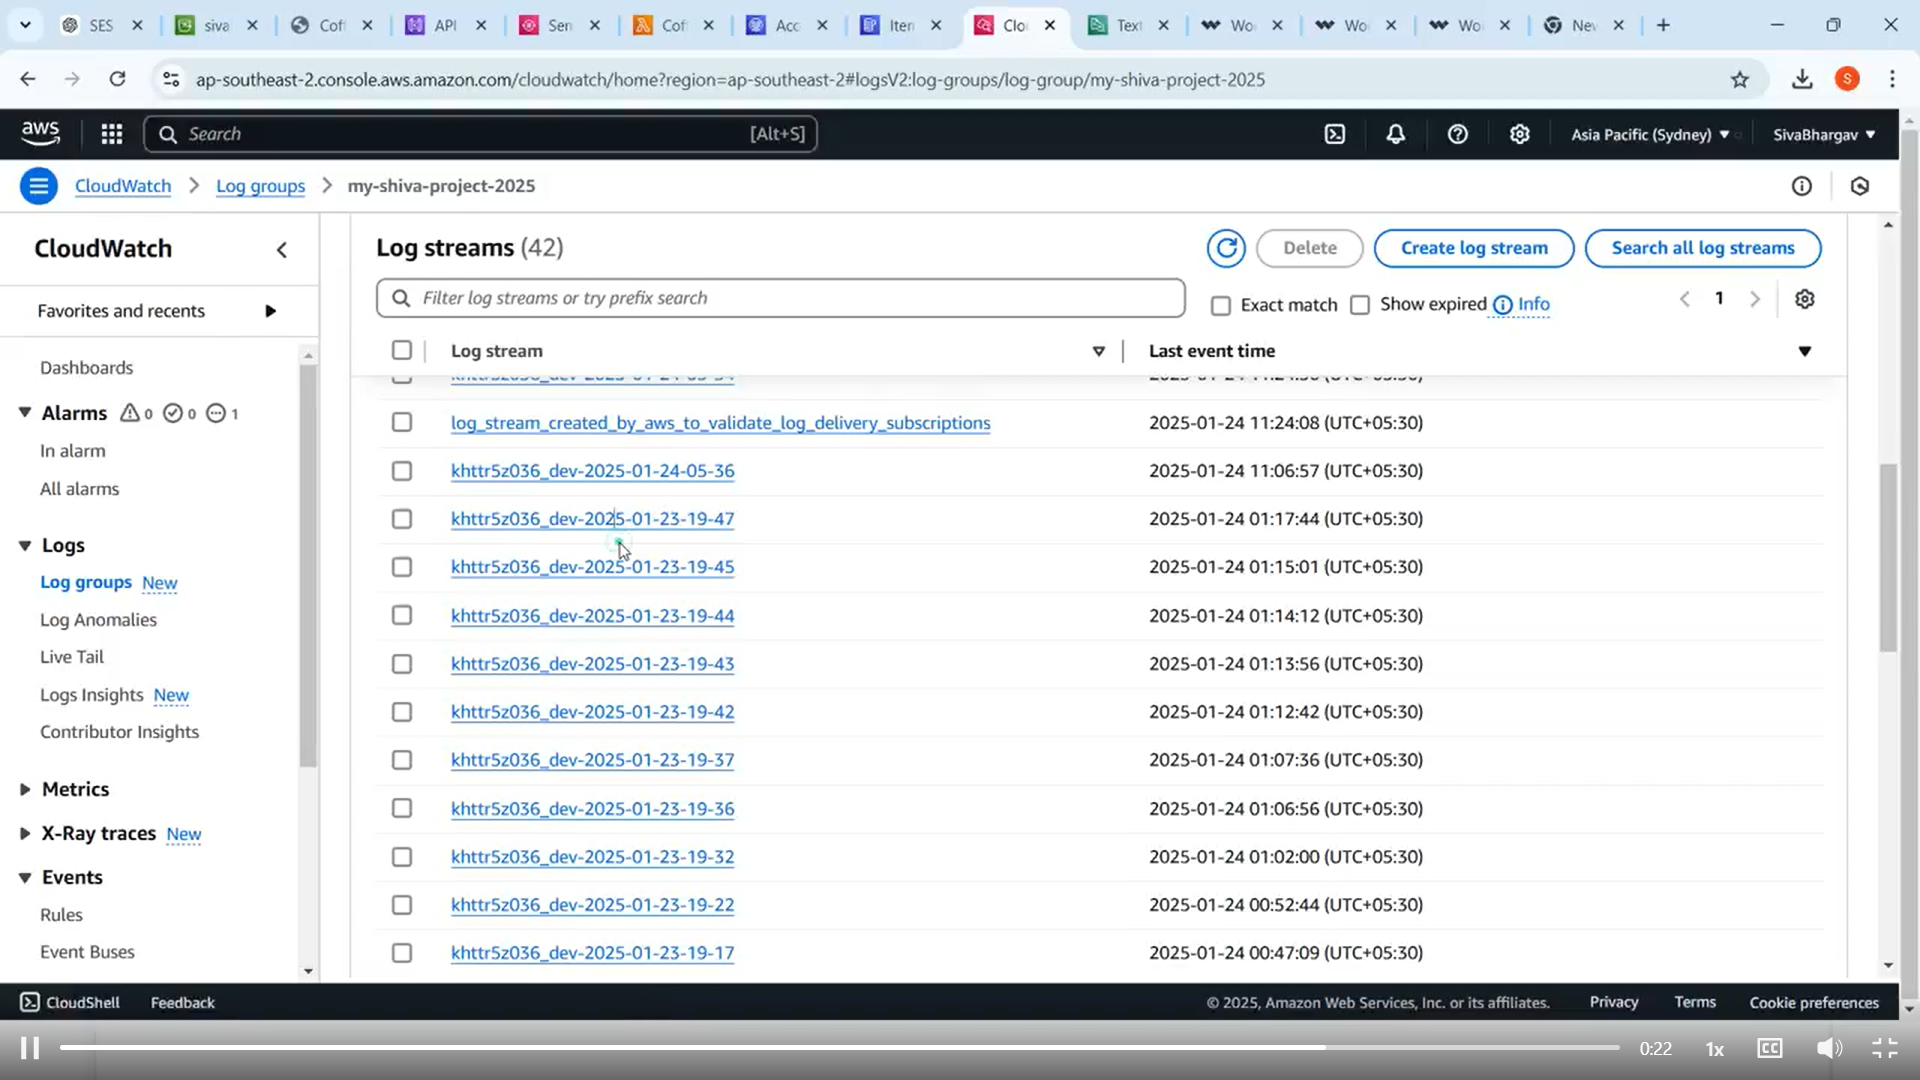 SES
siva
Coff
API
Sen
Cof
Acc
Iten
Clo
Text
Wo
Wo
Wo
Nev
ap-southeast-2.console.aws.amazon.com/cloudwatch/home?region=ap-southeast-2#logsV2:log-groups/log-group/my-shiva-project-2025
S
aws
Search
[Alt+S]
Asia Pacific (Sydney)
SivaBhargav
CloudWatch
Log groups
my-shiva-project-2025
CloudWatch
Favorites and recents
Dashboards
Alarms 0 0 1
In alarm
All alarms
Logs
Log groups New
Log Anomalies
Live Tail
Logs Insights New
Contributor Insights
Metrics
X-Ray traces New
Events
Rules
Event Buses
Log streams (42)
Delete
Create log stream
Search all log streams
Filter log streams or try prefix search
Exact match
Show expired
Info
1
Log stream
Last event time
log_stream_created_by_aws_to_validate_log_delivery_subscriptions 2025-01-24 11:24:08 (UTC+05:30)
khttr5z036_dev-2025-01-24-05-36 2025-01-24 11:06:57 (UTC+05:30)
khttr5z036_dev-2025-01-23-19-47 2025-01-24 01:17:44 (UTC+05:30)
khttr5z036_dev-2025-01-23-19-45 2025-01-24 01:15:01 (UTC+05:30)
khttr5z036_dev-2025-01-23-19-44 2025-01-24 01:14:12 (UTC+05:30)
khttr5z036_dev-2025-01-23-19-43 2025-01-24 01:13:56 (UTC+05:30)
khttr5z036_dev-2025-01-23-19-42 2025-01-24 01:12:42 (UTC+05:30)
khttr5z036_dev-2025-01-23-19-37 2025-01-24 01:07:36 (UTC+05:30)
khttr5z036_dev-2025-01-23-19-36 2025-01-24 01:06:56 (UTC+05:30)
khttr5z036_dev-2025-01-23-19-32 2025-01-24 01:02:00 (UTC+05:30)
khttr5z036_dev-2025-01-23-19-22 2025-01-24 00:52:44 (UTC+05:30)
khttr5z036_dev-2025-01-23-19-17 2025-01-24 00:47:09 (UTC+05:30)
CloudShell
Feedback
© 2025, Amazon Web Services, Inc. or its affiliates.
Privacy
Terms
Cookie preferences
0:22
1x
CC